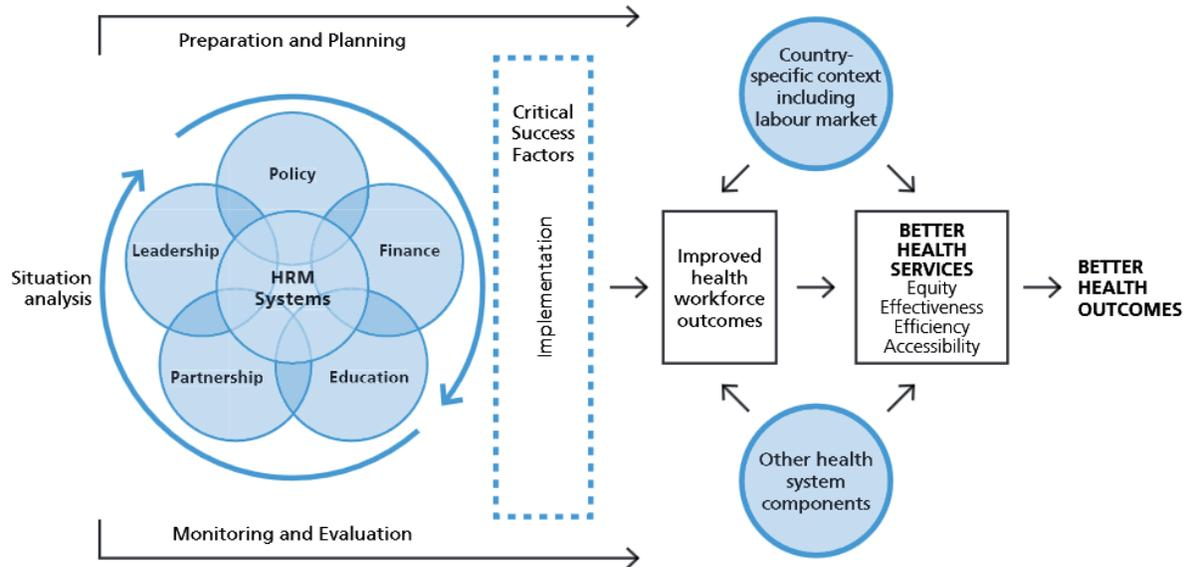 Preparation and Planning
Situation
analysis
Policy
Leadership
Finance
HRM
Systems
Partnership
Education
Critical
Success
Factors
Implementation
Monitoring and Evaluation
Country-
specific context
including
labour market
Improved
health
workforce
outcomes
BETTER
HEALTH
SERVICES
Equity
Effectiveness
Efficiency
Accessibility
BETTER
HEALTH
OUTCOMES
Other health
system
components